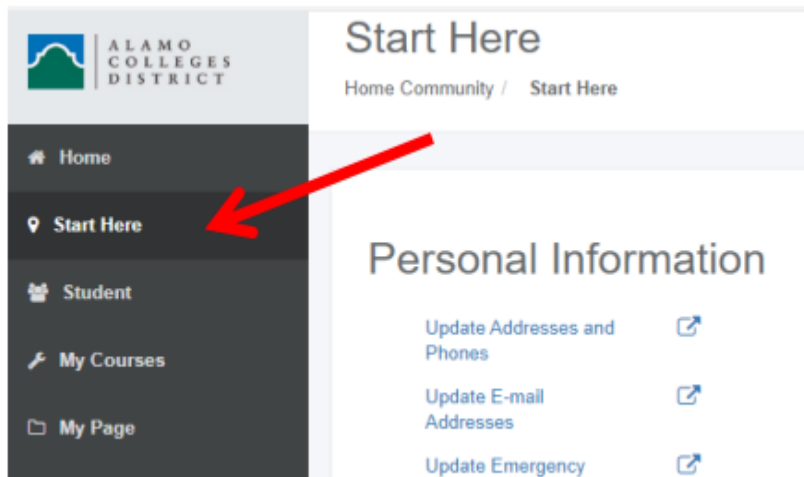 ALAMO
COLLEGES
DISTRICT
Start Here
Home Community / Start Here
Home
Start Here
Student
My Courses
My Page
Personal Information
Update Addresses and
Phones
Update E-mail
Addresses
Update Emergency